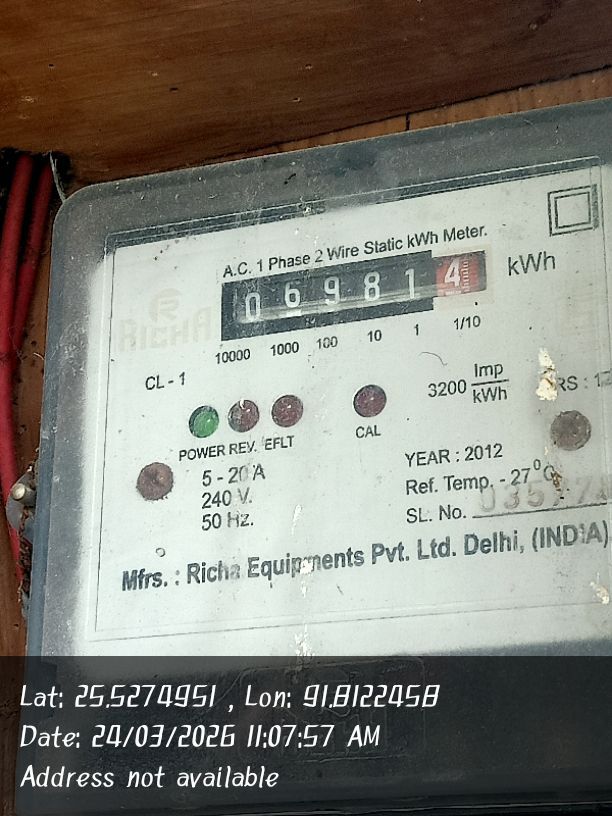 A.C. 1 Phase 2 Wire Static kWh Meter.
0 6 9 8 1 4 kWh
10000 1000 100 10 1 1/10
RICHA
CL - 1
3200 Imp/kWh
POWER REV. EFLT CAL
5 - 20 A
240 V.
50 Hz.
YEAR : 2012
Ref. Temp. - 27°C
SL. No.
Mfrs. : Richa Equipments Pvt. Ltd. Delhi, (INDIA)
Lat: 25.5274951 , Lon: 91.8122458
Date: 24/03/2026 11:07:57 AM
Address not available